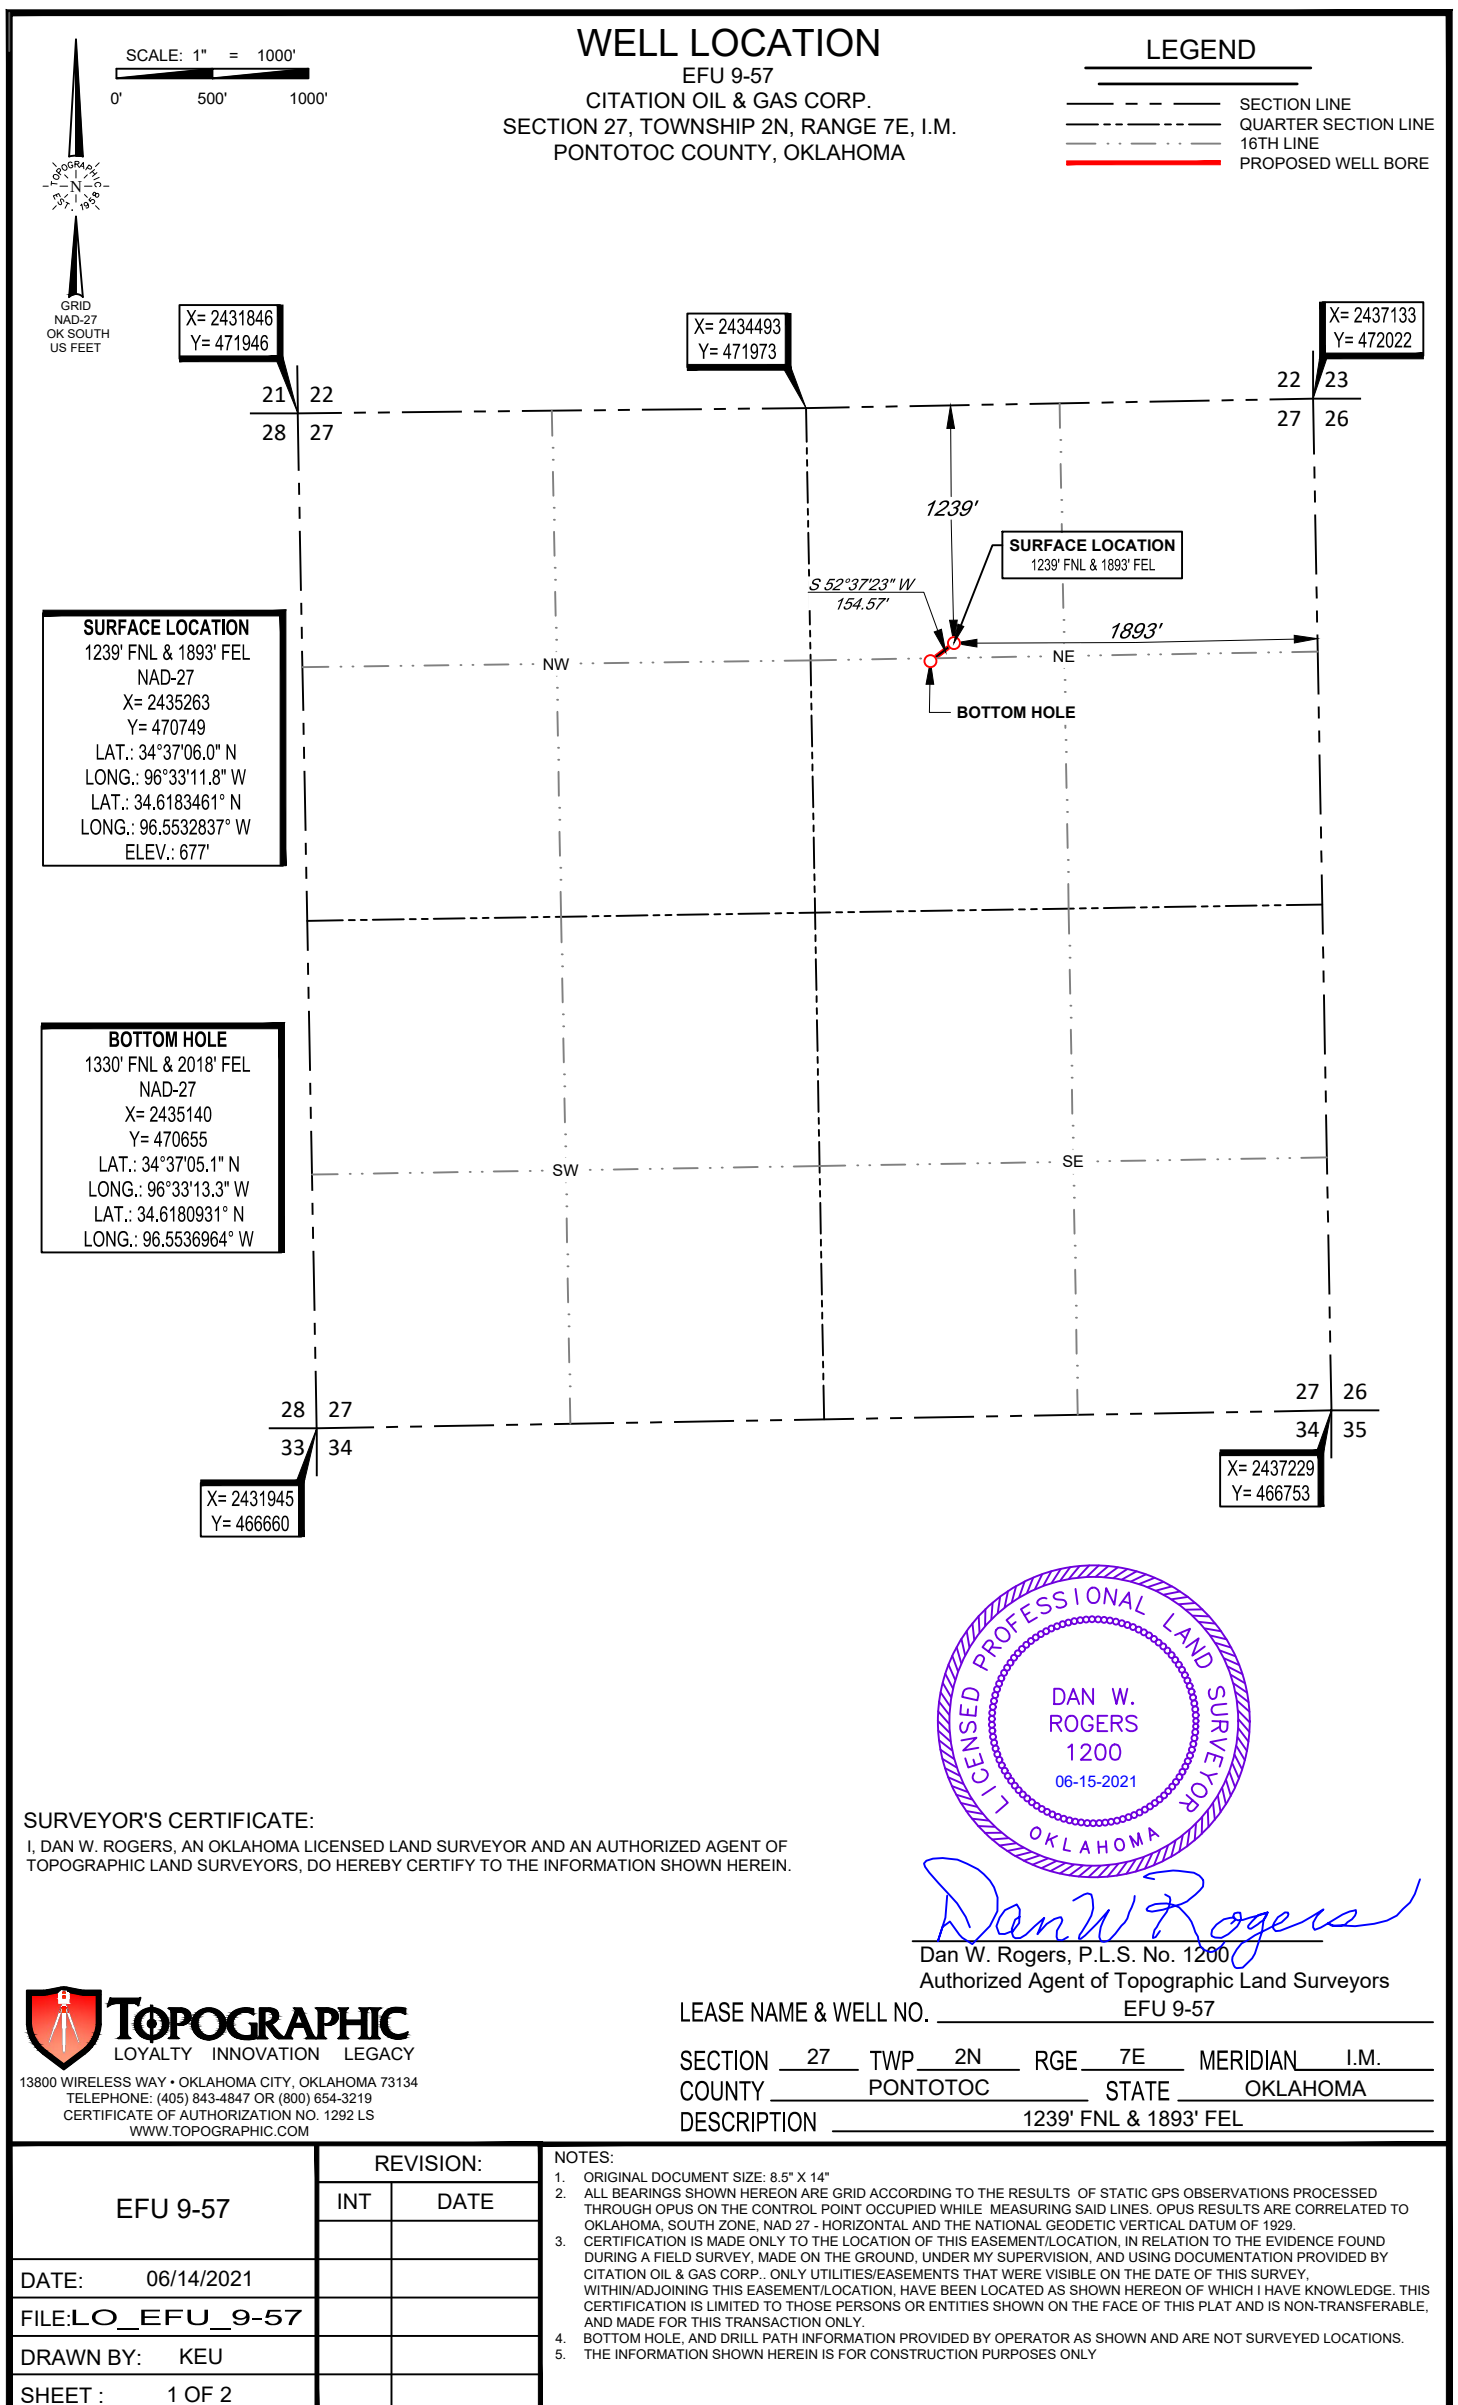 WELL LOCATION
EFU 9-57
CITATION OIL & GAS CORP.
SECTION 27, TOWNSHIP 2N, RANGE 7E, I.M.
PONTOTOC COUNTY, OKLAHOMA
SCALE: 1" = 1000'
0' 500' 1000'
TOPOGRAPHIC
N
EST. 1958
GRID
NAD-27
OK SOUTH
US FEET
LEGEND
SECTION LINE
QUARTER SECTION LINE
16TH LINE
PROPOSED WELL BORE
X= 2431846
Y= 471946
X= 2434493
Y= 471973
X= 2437133
Y= 472022
21 22
28 27
22 23
27 26
1239'
SURFACE LOCATION
1239' FNL & 1893' FEL
S 52°37'23" W
154.57'
1893'
NW
NE
BOTTOM HOLE
SURFACE LOCATION
1239' FNL & 1893' FEL
NAD-27
X= 2435263
Y= 470749
LAT.: 34°37'06.0" N
LONG.: 96°33'11.8" W
LAT.: 34.6183461° N
LONG.: 96.5532837° W
ELEV.: 677'
BOTTOM HOLE
1330' FNL & 2018' FEL
NAD-27
X= 2435140
Y= 470655
LAT.: 34°37'05.1" N
LONG.: 96°33'13.3" W
LAT.: 34.6180931° N
LONG.: 96.5536964° W
SW
SE
28 27
33 34
27 26
34 35
X= 2431945
Y= 466660
X= 2437229
Y= 466753
LICENSED PROFESSIONAL LAND SURVEYOR
DAN W.
ROGERS
1200
06-15-2021
OKLAHOMA
SURVEYOR'S CERTIFICATE:
I, DAN W. ROGERS, AN OKLAHOMA LICENSED LAND SURVEYOR AND AN AUTHORIZED AGENT OF
TOPOGRAPHIC LAND SURVEYORS, DO HEREBY CERTIFY TO THE INFORMATION SHOWN HEREIN.
Dan W Rogers
Dan W. Rogers, P.L.S. No. 1200
Authorized Agent of Topographic Land Surveyors
TOPOGRAPHIC
LOYALTY INNOVATION LEGACY
13800 WIRELESS WAY • OKLAHOMA CITY, OKLAHOMA 73134
TELEPHONE: (405) 843-4847 OR (800) 654-3219
CERTIFICATE OF AUTHORIZATION NO. 1292 LS
WWW.TOPOGRAPHIC.COM
LEASE NAME & WELL NO. EFU 9-57
SECTION 27 TWP 2N RGE 7E MERIDIAN I.M.
COUNTY PONTOTOC STATE OKLAHOMA
DESCRIPTION 1239' FNL & 1893' FEL
EFU 9-57
DATE: 06/14/2021
FILE:LO_EFU_9-57
DRAWN BY: KEU
SHEET : 1 OF 2
REVISION:
INT DATE
NOTES:
1. ORIGINAL DOCUMENT SIZE: 8.5" X 14"
2. ALL BEARINGS SHOWN HEREON ARE GRID ACCORDING TO THE RESULTS OF STATIC GPS OBSERVATIONS PROCESSED
THROUGH OPUS ON THE CONTROL POINT OCCUPIED WHILE MEASURING SAID LINES. OPUS RESULTS ARE CORRELATED TO
OKLAHOMA, SOUTH ZONE, NAD 27 - HORIZONTAL AND THE NATIONAL GEODETIC VERTICAL DATUM OF 1929.
3. CERTIFICATION IS MADE ONLY TO THE LOCATION OF THIS EASEMENT/LOCATION, IN RELATION TO THE EVIDENCE FOUND
DURING A FIELD SURVEY, MADE ON THE GROUND, UNDER MY SUPERVISION, AND USING DOCUMENTATION PROVIDED BY
CITATION OIL & GAS CORP.. ONLY UTILITIES/EASEMENTS THAT WERE VISIBLE ON THE DATE OF THIS SURVEY,
WITHIN/ADJOINING THIS EASEMENT/LOCATION, HAVE BEEN LOCATED AS SHOWN HEREON OF WHICH I HAVE KNOWLEDGE. THIS
CERTIFICATION IS LIMITED TO THOSE PERSONS OR ENTITIES SHOWN ON THE FACE OF THIS PLAT AND IS NON-TRANSFERABLE,
AND MADE FOR THIS TRANSACTION ONLY.
4. BOTTOM HOLE, AND DRILL PATH INFORMATION PROVIDED BY OPERATOR AS SHOWN AND ARE NOT SURVEYED LOCATIONS.
5. THE INFORMATION SHOWN HEREIN IS FOR CONSTRUCTION PURPOSES ONLY